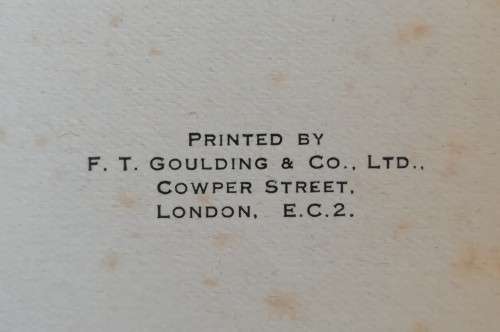 PRINTED BY
F. T. GOULDING & CO., LTD.,
COWPER STREET,
LONDON, E.C.2.